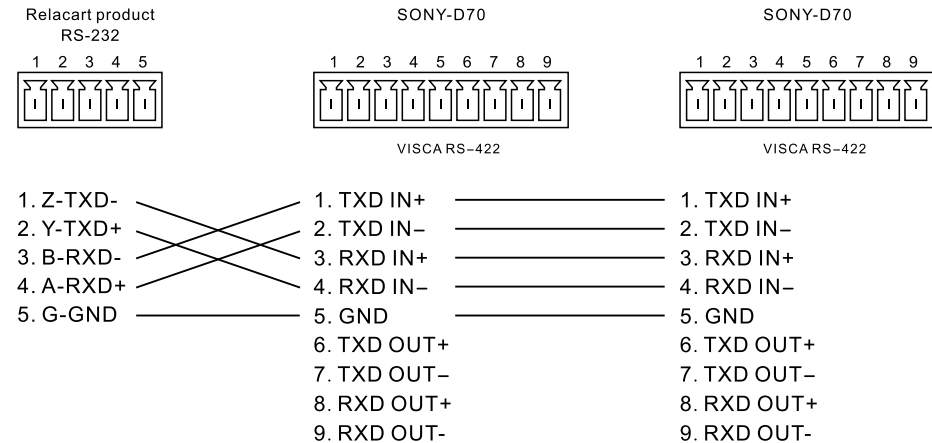 Relacart product
RS-232
1 2 3 4 5
SONY-D70
1 2 3 4 5 6 7 8 9
VISCA RS–422
SONY-D70
1 2 3 4 5 6 7 8 9
VISCA RS–422
1. Z-TXD-
2. Y-TXD+
3. B-RXD-
4. A-RXD+
5. G-GND
1. TXD IN+
2. TXD IN–
3. RXD IN+
4. RXD IN–
5. GND
6. TXD OUT+
7. TXD OUT–
8. RXD OUT+
9. RXD OUT-
1. TXD IN+
2. TXD IN–
3. RXD IN+
4. RXD IN–
5. GND
6. TXD OUT+
7. TXD OUT–
8. RXD OUT+
9. RXD OUT-